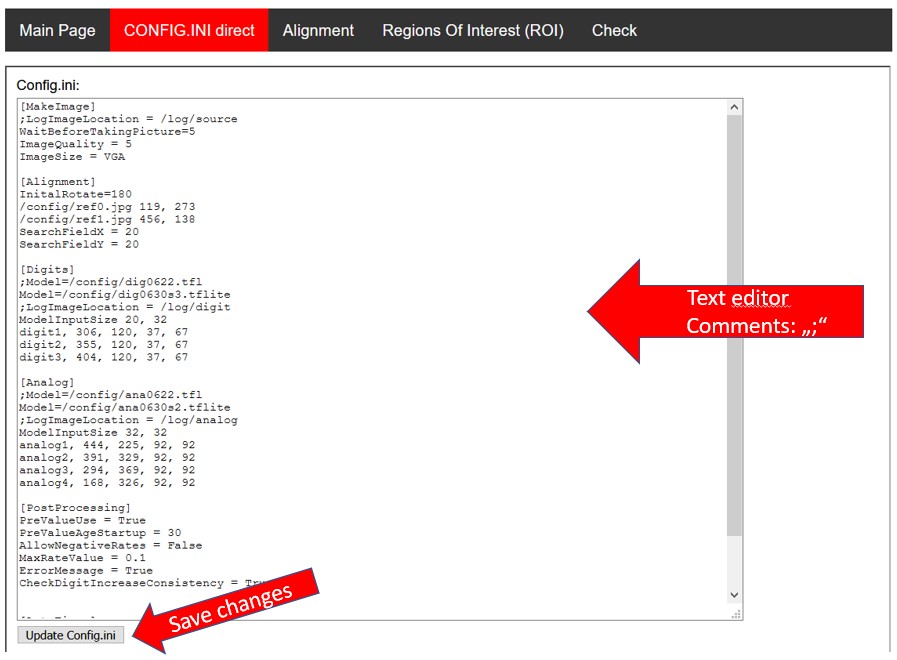 Main Page CONFIG.INI direct Alignment Regions Of Interest (ROI) Check
Config.ini:
[MakeImage]
;LogImageLocation = /log/source
WaitBeforeTakingPicture=5
ImageQuality = 5
ImageSize = VGA
[Alignment]
InitalRotate=180
/config/ref0.jpg 119, 273
/config/ref1.jpg 456, 138
SearchFieldX = 20
SearchFieldY = 20
[Digits]
;Model=/config/dig0622.tfl
Model=/config/dig0630s3.tflite
;LogImageLocation = /log/digit
ModelInputSize 20, 32
digit1, 306, 120, 37, 67
digit2, 355, 120, 37, 67
digit3, 404, 120, 37, 67
Text editor
Comments: „;“
[Analog]
;Model=/config/ana0622.tfl
Model=/config/ana0630s2.tflite
;LogImageLocation = /log/analog
ModelInputSize 32, 32
analog1, 444, 225, 92, 92
analog2, 391, 329, 92, 92
analog3, 294, 369, 92, 92
analog4, 168, 326, 92, 92
[PostProcessing]
PreValueUse = True
PreValueAgeStartup = 30
AllowNegativeRates = False
MaxRateValue = 0.1
ErrorMessage = True
CheckDigitIncreaseConsistency =
Save changes
Update Config.ini